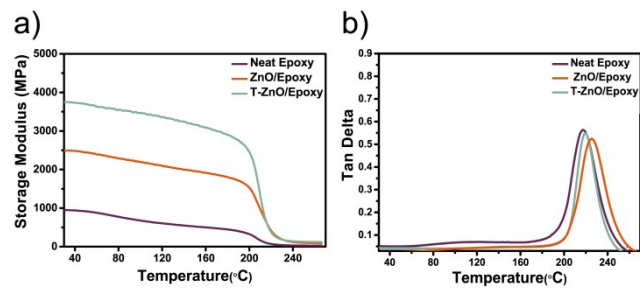 a)
Storage Modulus (MPa)
5000
4000
3000
2000
1000
0
Neat Epoxy
ZnO/Epoxy
T-ZnO/Epoxy
40 80 120 160 200 240
Temperature(°C)
b)
Tan Delta
0.9
0.8
0.7
0.6
0.5
0.4
0.3
0.2
0.1
Neat Epoxy
ZnO/Epoxy
T-ZnO/Epoxy
40 80 120 160 200 240
Temperature(°C)